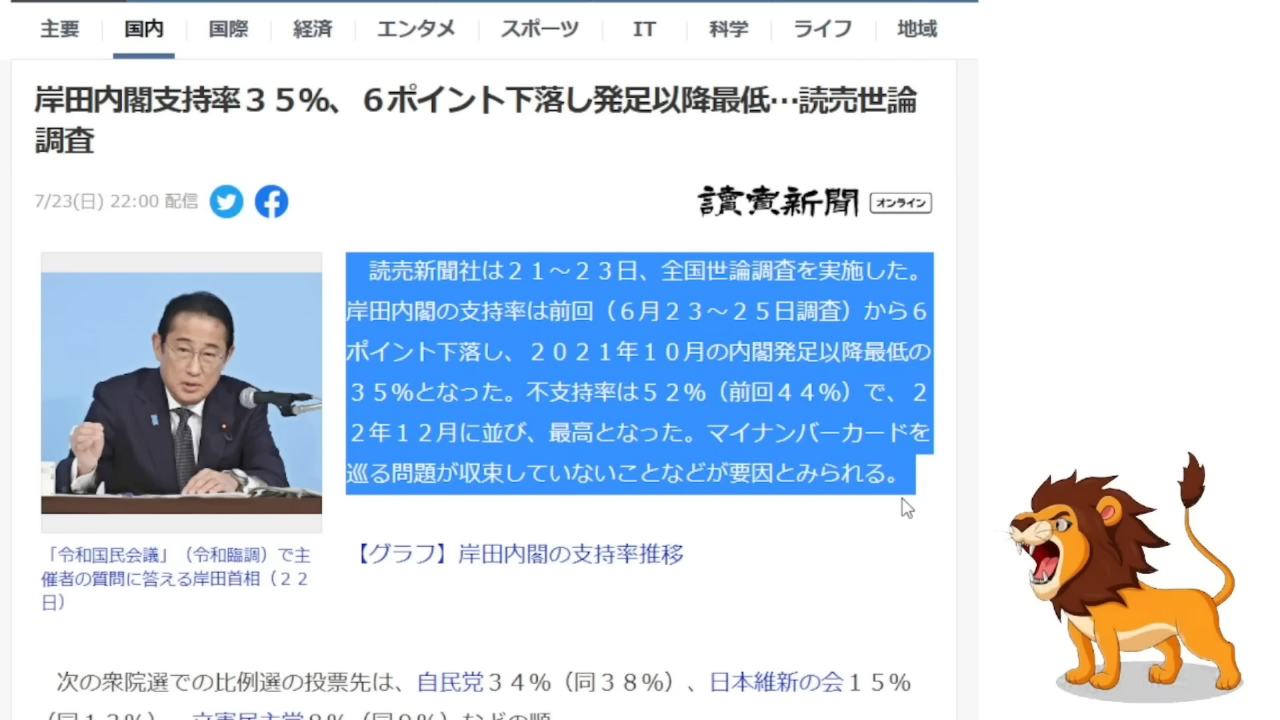 主要 国内 国際 経済 エンタメ スポーツ IT 科学 ライフ 地域
岸田内閣支持率３５%、６ポイント下落し発足以降最低…読売世論
調査
7/23(日) 22:00 配信
讀賣新聞 オンライン
読売新聞社は２１～２３日、全国世論調査を実施した。
岸田内閣の支持率は前回（６月２３～２５日調査）から６
ポイント下落し、２０２１年１０月の内閣発足以降最低の
３５％となった。不支持率は５２％（前回４４％）で、２
２年１２月に並び、最高となった。マイナンバーカードを
巡る問題が収束していないことなどが要因とみられる。
「令和国民会議」（令和臨調）で主
催者の質問に答える岸田首相（２２
日）
【グラフ】岸田内閣の支持率推移
次の衆院選での比例選の投票先は、自民党３４％（同３８％）、日本維新の会１５％